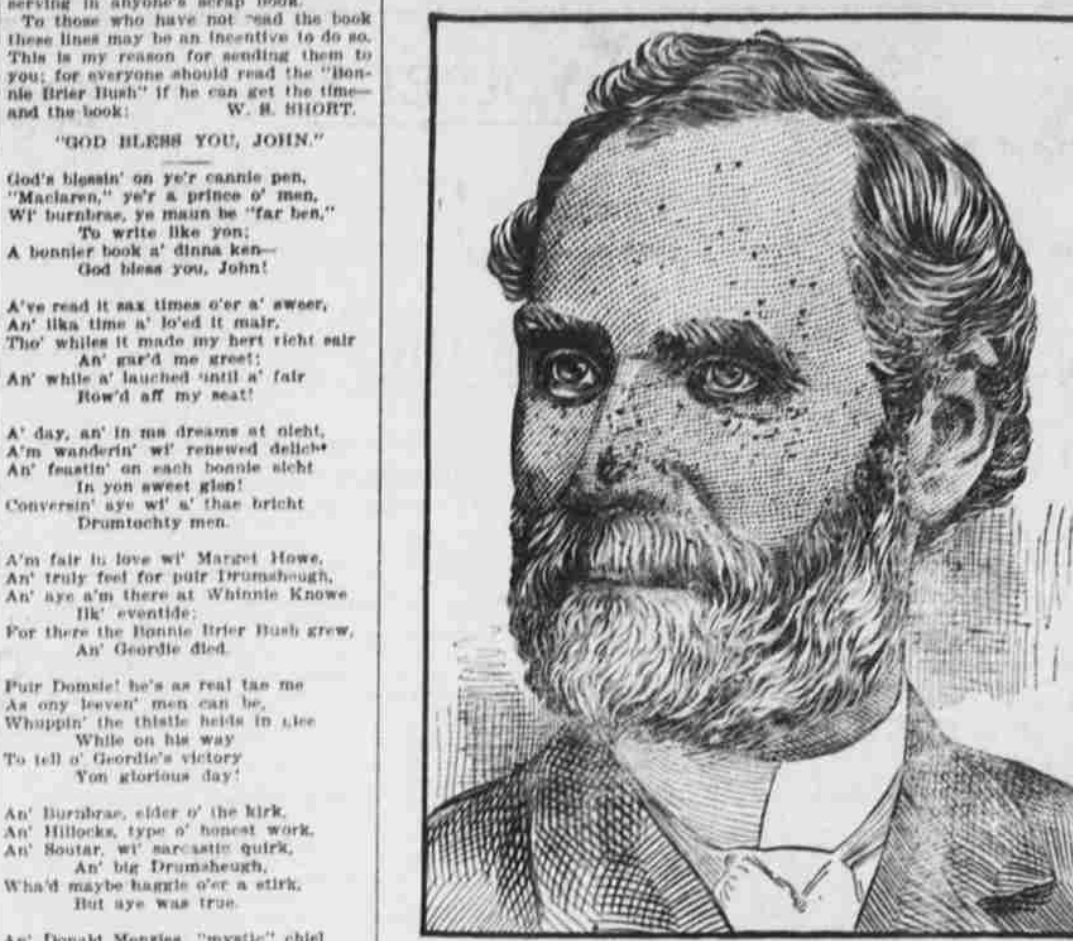 serving in anyone's scrap book.
To those who have not read the book
these lines may be an incentive to do so.
This is my reason for sending them to
you; for everyone should read the "Bon-
nie Brier Bush" if he can get the time—
and the book: W. S. SHORT.
"GOD BLESS YOU, JOHN."
God's blessin' on ye'r cannie pen,
"Maclaren," ye'r a prince o' men,
Wi' burnbrae, ye maun be "far ben,"
To write like yon;
A bonnier book a' dinna ken—
God bless you, John!
A've read it sax times o'er a' sweer,
An' ilka time a' lo'ed it mair,
Tho' whiles it made my hert richt sair
An' gar'd me greet;
An' while a' lauched until a' fair
Row'd aff my seat!
A' day, an' in ma dreams at nicht,
A'm wanderin' wi' renewed delicht
An' feastin' on each bonnie sicht
In yon sweet glen!
Conversin' aye wi' a' thae bricht
Drumtochty men.
A'm fair in love wi' Marget Howe,
An' truly feel for puir Drumsheugh,
An' aye a'm there at Whinnie Knowe
Ilk' eventide;
For there the Bonnie Brier Bush grew,
An' Geordie died.
Puir Domsie! he's as real tae me
As ony leeven' men can be,
Whuppin' the thistle heids in glee
While on his way
To tell o' Geordie's victory
Yon glorious day!
An' Burnbrae, elder o' the kirk,
An' Hillocks, type o' honest work,
An' Soutar, wi' sarcastic quirk,
An' big Drumsheugh,
Wha'd maybe haggle o'er a stirk,
But aye was true.
An' Donald Menzies, "mystic" chiel